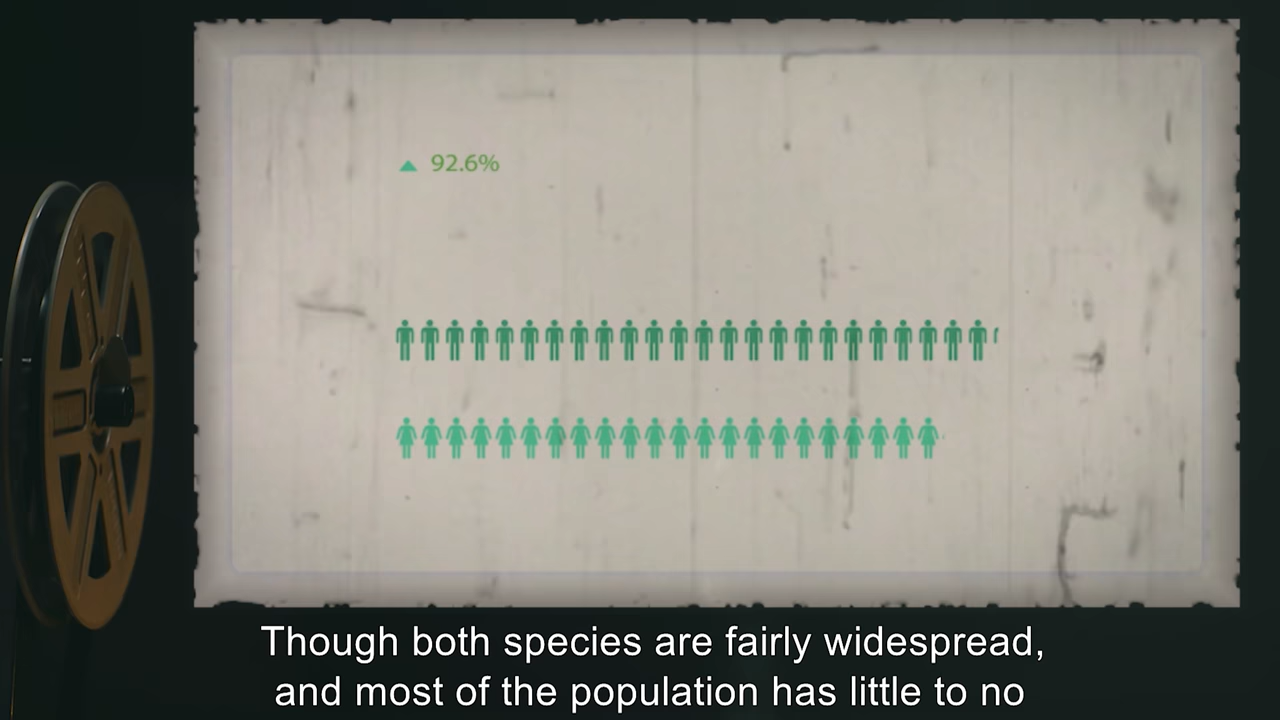 92.6%
Though both species are fairly widespread,
and most of the population has little to no